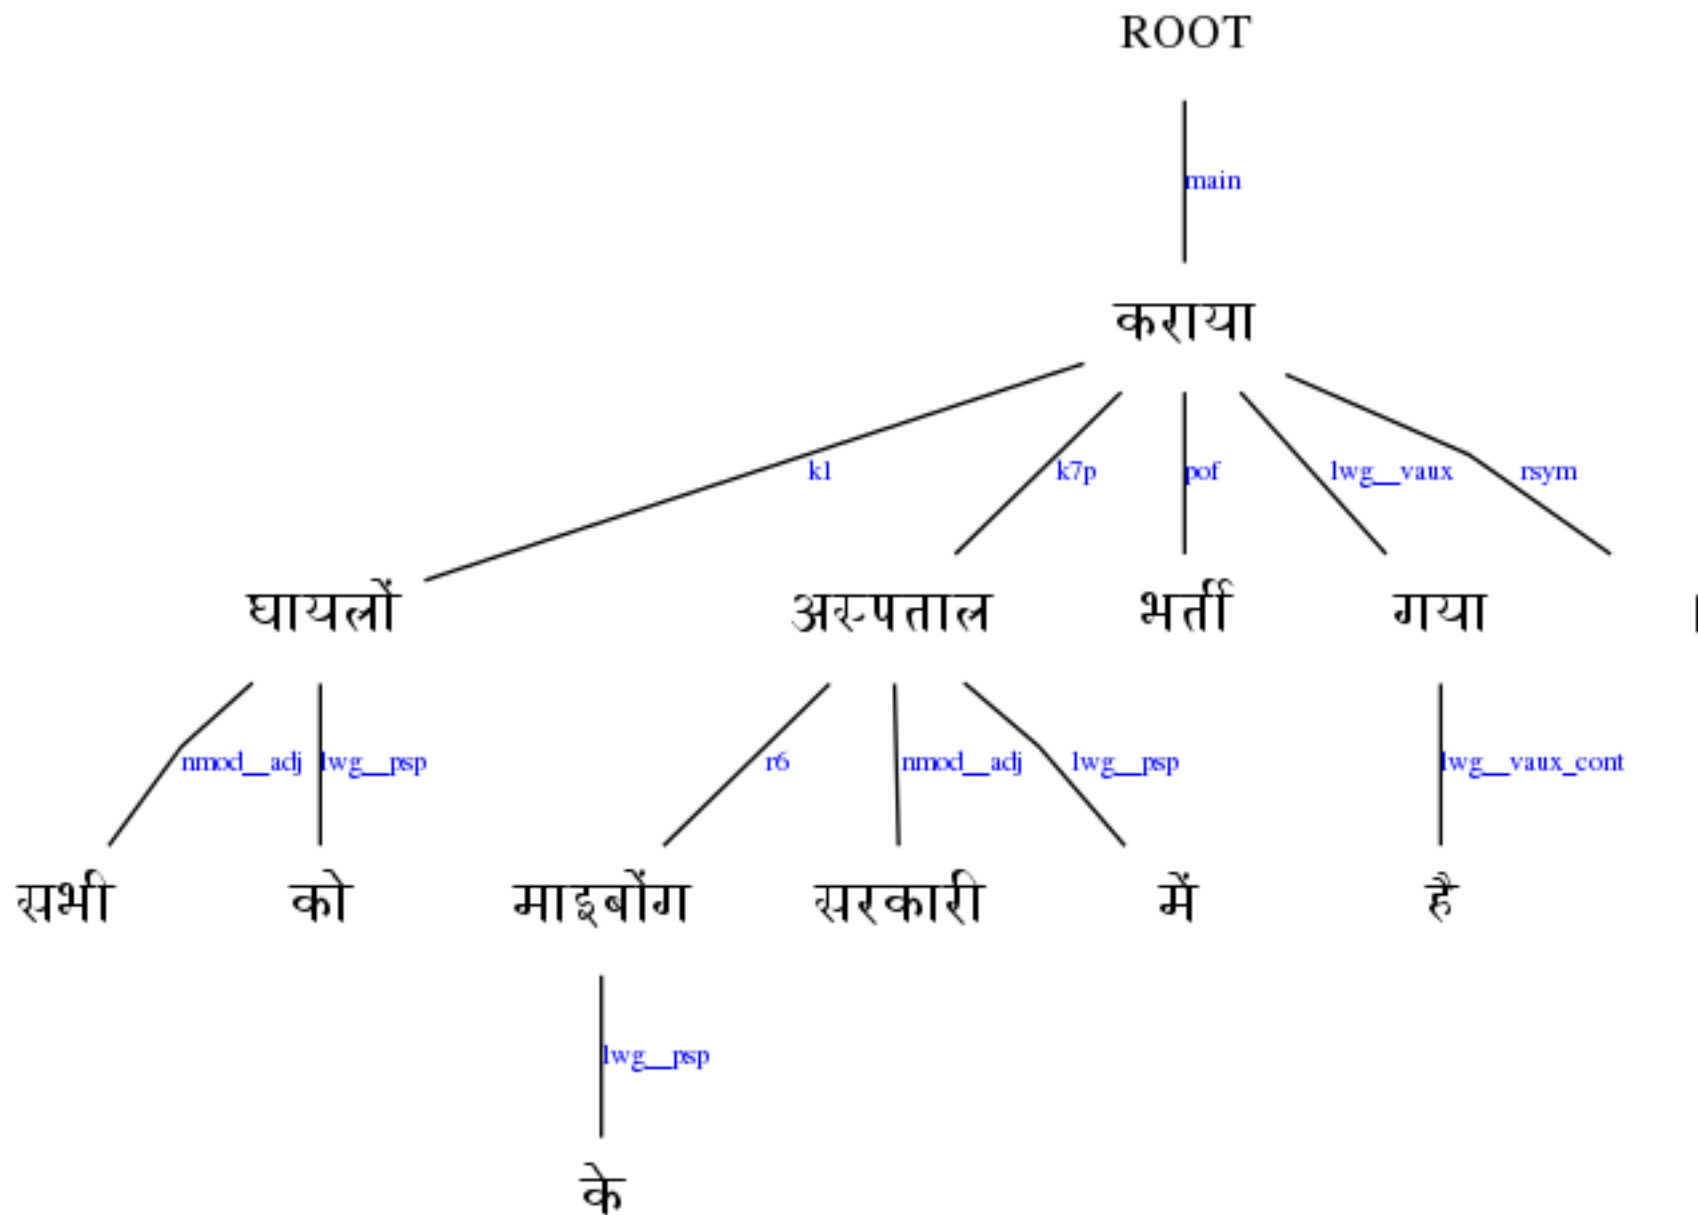 ROOT
main
कराया
k1 k7p pof lwg__vaux rsym
घायलों अस्पताल भर्ती गया ।
nmod__adj lwg__psp r6 nmod__adj lwg__psp lwg__vaux_cont
सभी को माइबोंग सरकारी में है
lwg__psp
के